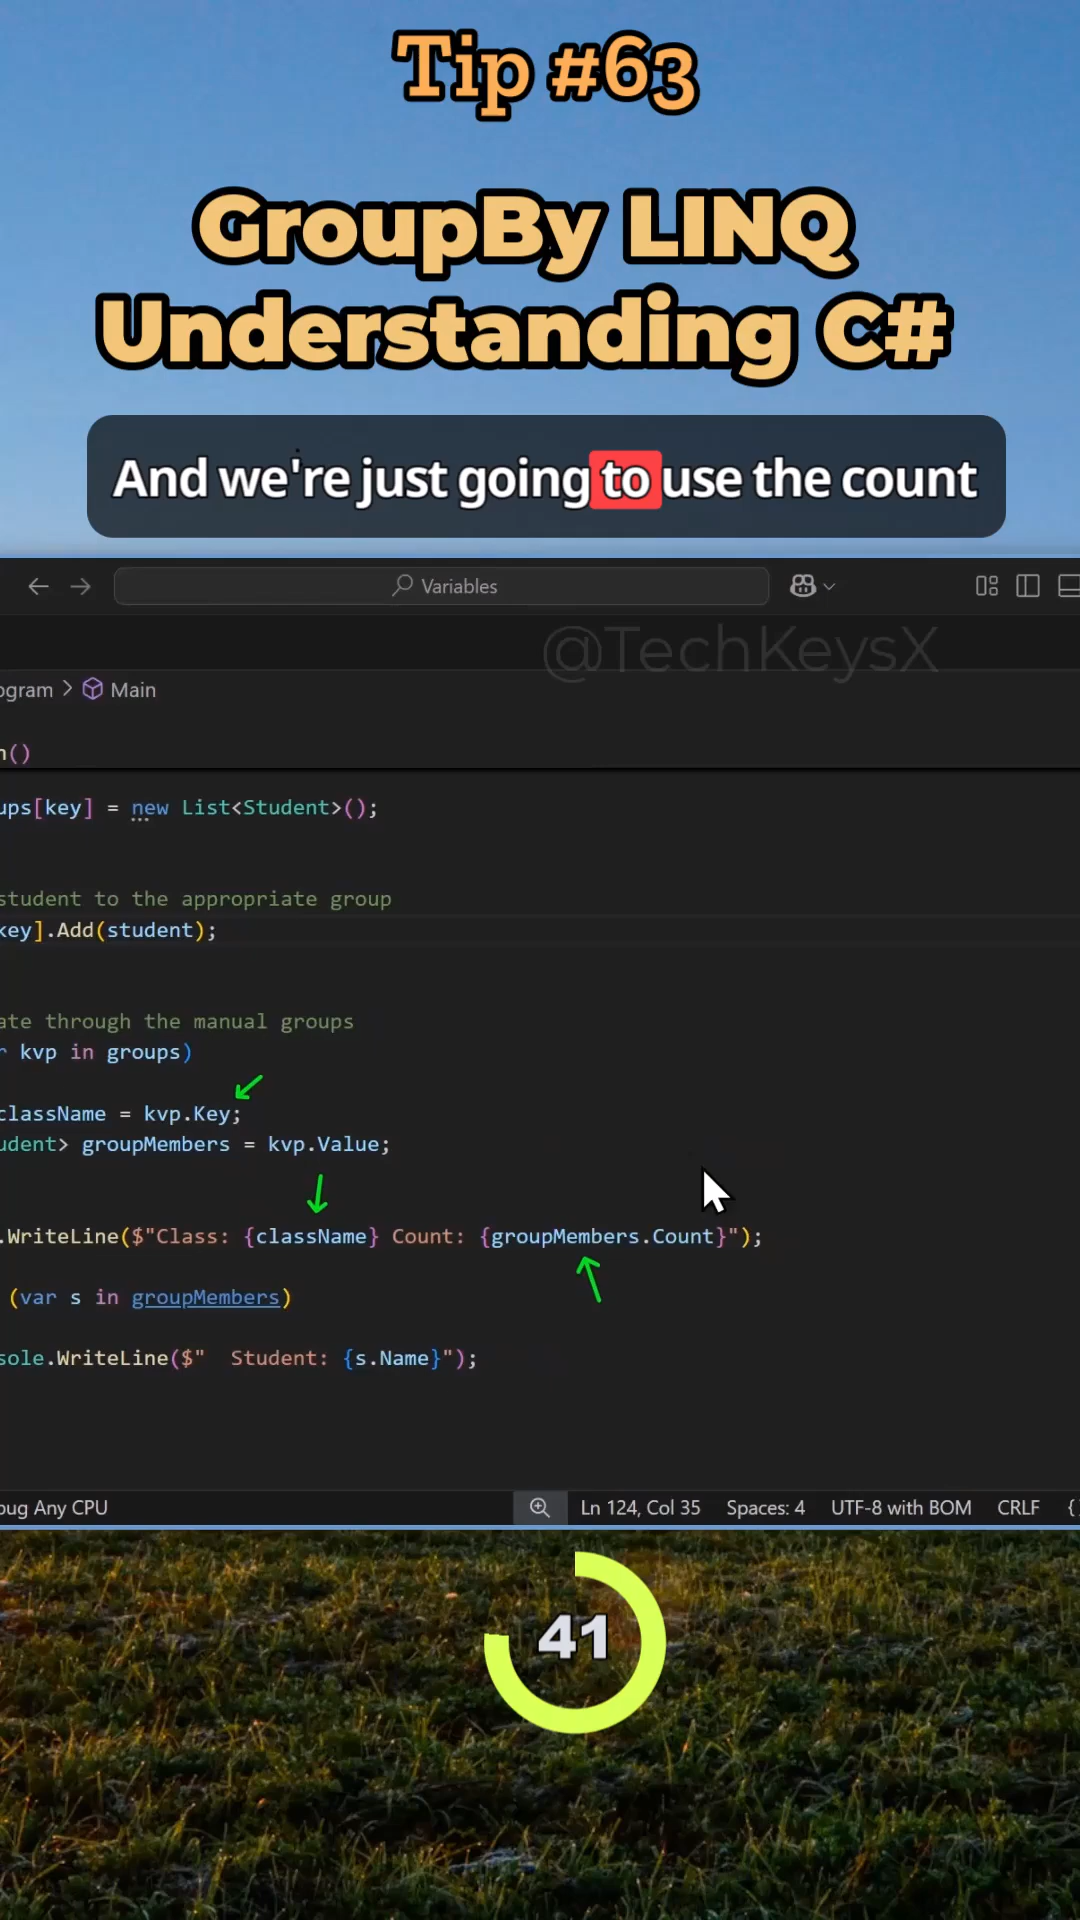 Tip #63
GroupBy LINQ
Understanding C#
And we're just going to use the count
Variables
@TechKeysX
ogram > Main
n()
ups[key] = new List<Student>();
student to the appropriate group
key].Add(student);
ate through the manual groups
r kvp in groups)
className = kvp.Key;
udent> groupMembers = kvp.Value;
.WriteLine($"Class: {className} Count: {groupMembers.Count}");
(var s in groupMembers)
sole.WriteLine($"  Student: {s.Name}");
bug Any CPU
Ln 124, Col 35 Spaces: 4 UTF-8 with BOM CRLF {
41